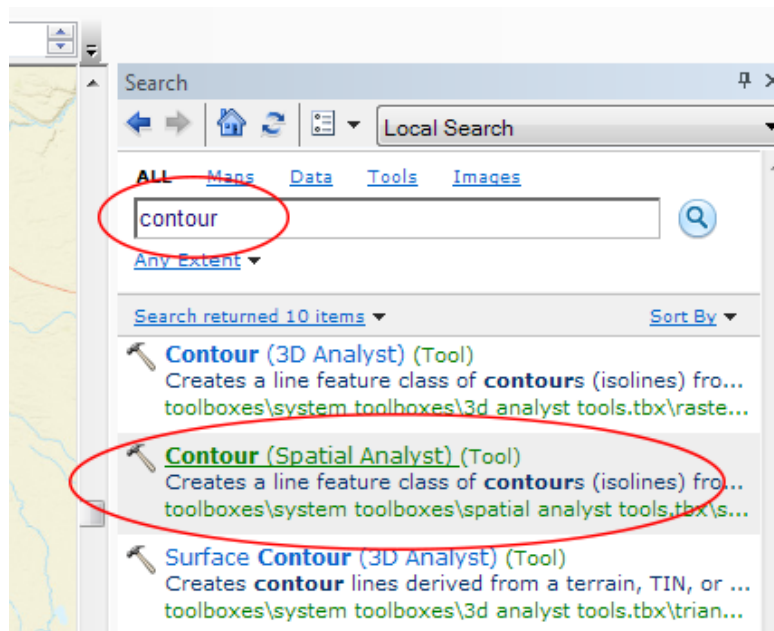 Search
Local Search
ALL Maps Data Tools Images
contour
Any Extent
Search returned 10 items Sort By
Contour (3D Analyst) (Tool)
Creates a line feature class of contours (isolines) fro...
toolboxes\system toolboxes\3d analyst tools.tbx\raste...
Contour (Spatial Analyst) (Tool)
Creates a line feature class of contours (isolines) fro...
toolboxes\system toolboxes\spatial analyst tools.tbx\s...
Surface Contour (3D Analyst) (Tool)
Creates contour lines derived from a terrain, TIN, or ...
toolboxes\system toolboxes\3d analyst tools.tbx\trian...